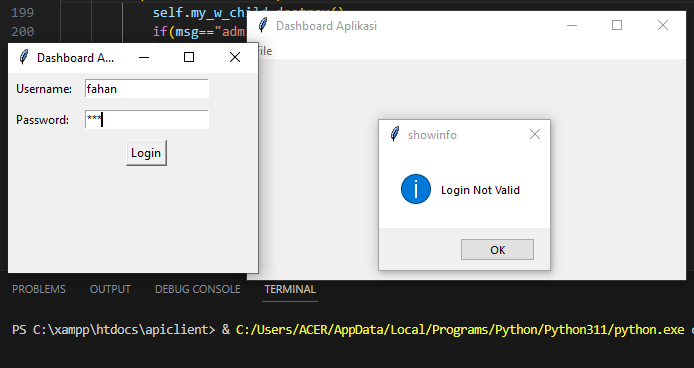 199
self.my_w_child.destroy()
200
if(msg=="adm
Dashboard Aplikasi
File
Dashboard A...
Username: fahan
Password: ***
Login
showinfo
Login Not Valid
OK
PROBLEMS OUTPUT DEBUG CONSOLE TERMINAL
PS C:\xampp\htdocs\apiclient> & C:/Users/ACER/AppData/Local/Programs/Python/Python311/python.exe